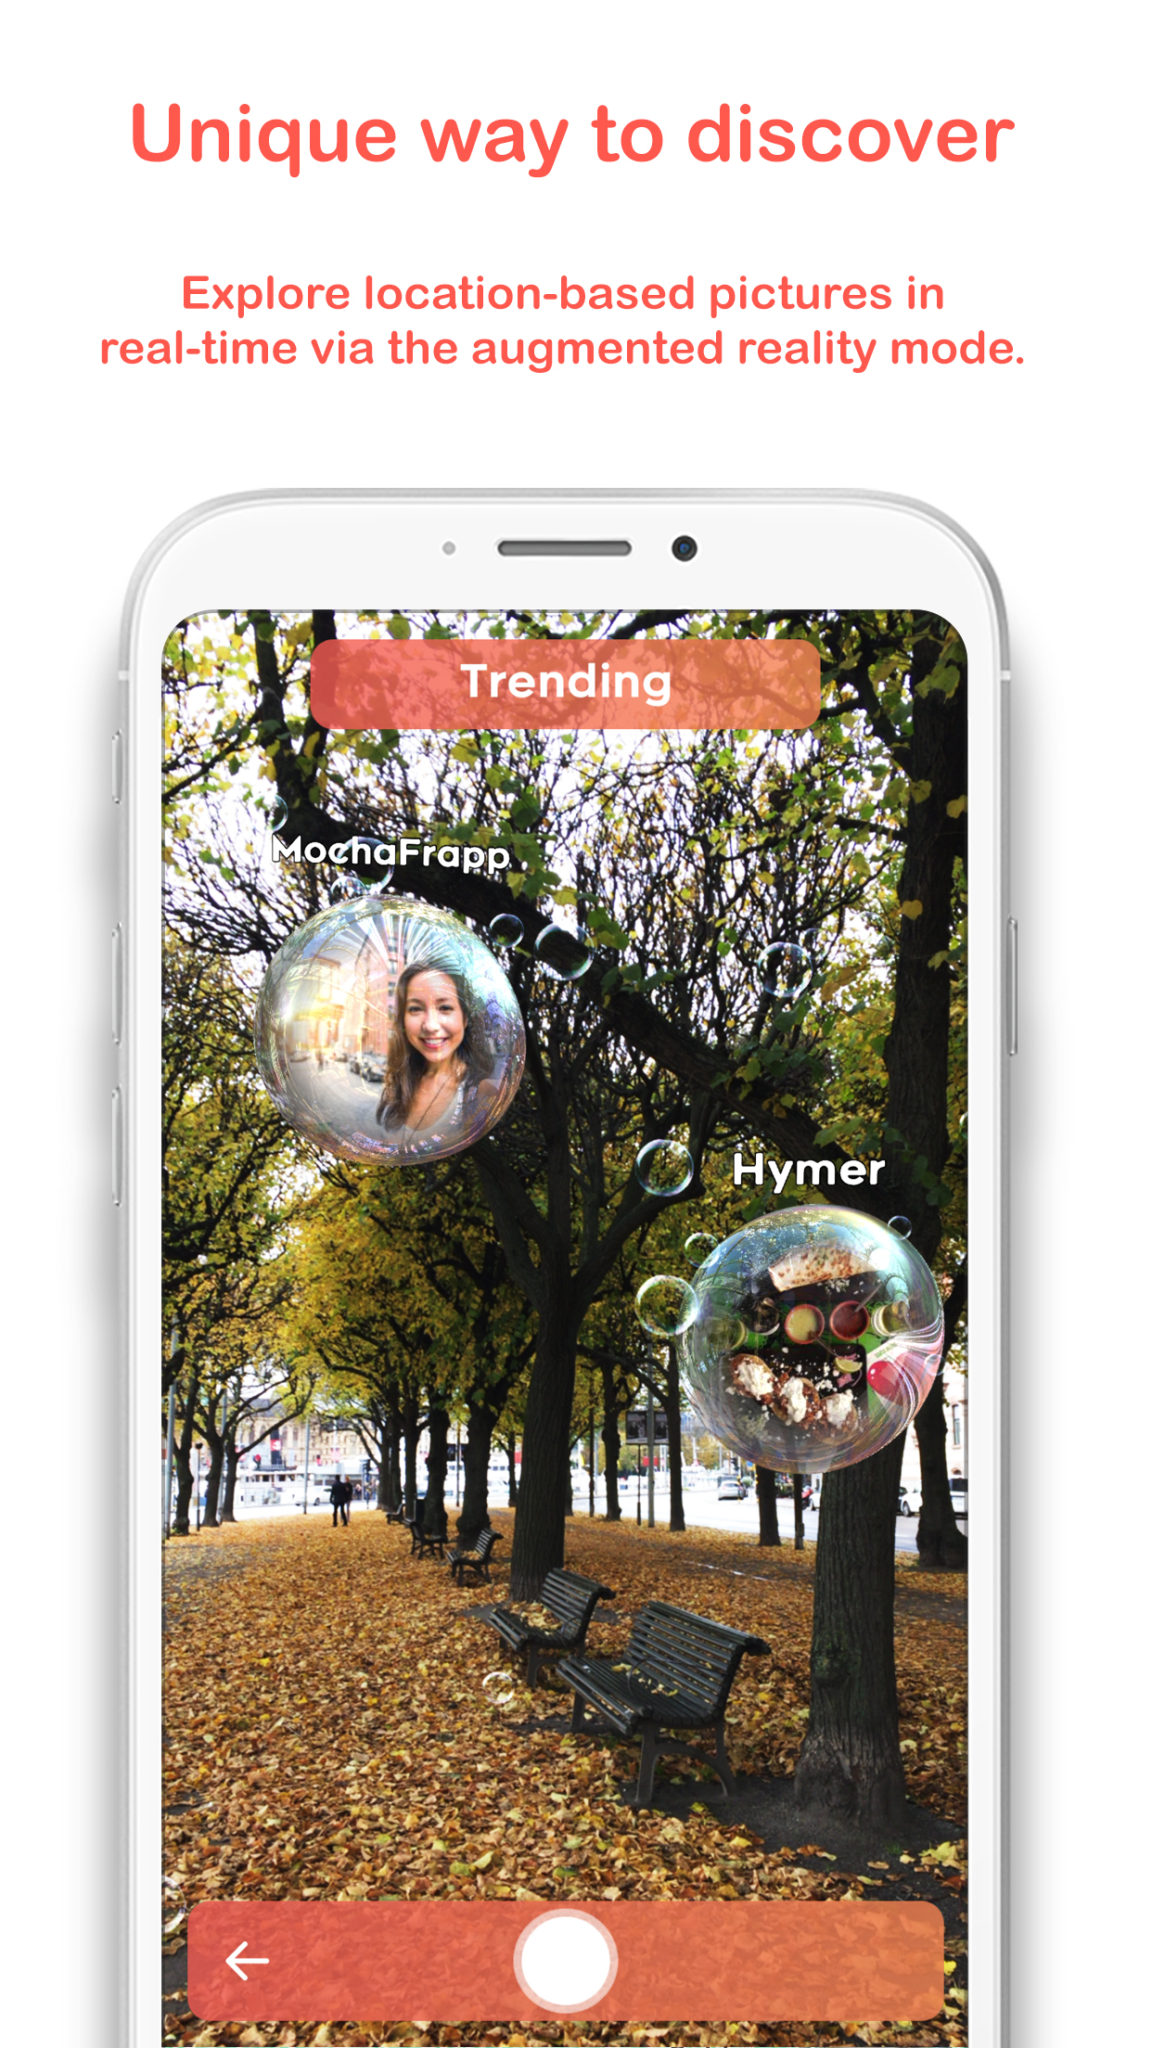 Unique way to discover
Explore location-based pictures in
real-time via the augmented reality mode.
Trending
MochaFrapp
Hymer